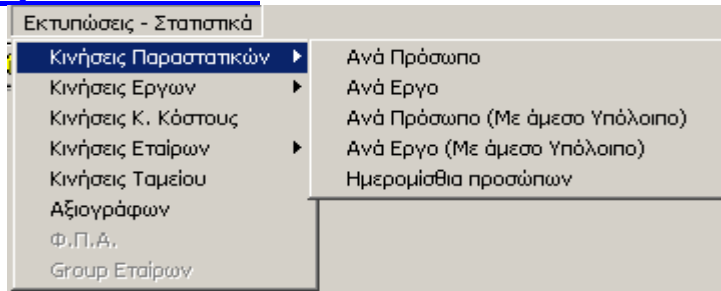 Εκτυπώσεις - Στατιστικά
Κινήσεις Παραστατικών
Κινήσεις Εργων
Κινήσεις Κ. Κόστους
Κινήσεις Εταίρων
Κινήσεις Ταμείου
Αξιογράφων
Φ.Π.Α.
Group Εταίρων
Ανά Πρόσωπο
Ανά Εργο
Ανά Πρόσωπο (Με άμεσο Υπόλοιπο)
Ανά Εργο (Με άμεσο Υπόλοιπο)
Ημερομίσθια προσώπων